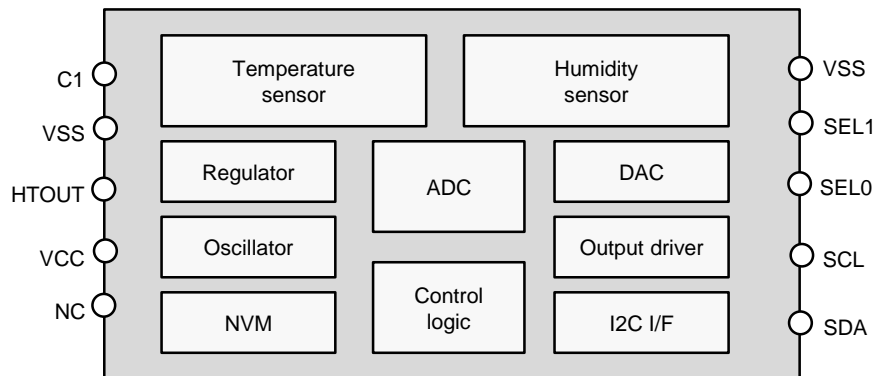 C1
VSS
HTOUT
VCC
NC
Temperature
sensor
Humidity
sensor
Regulator
ADC
DAC
Oscillator
Output driver
NVM
Control
logic
I2C I/F
VSS
SEL1
SEL0
SCL
SDA